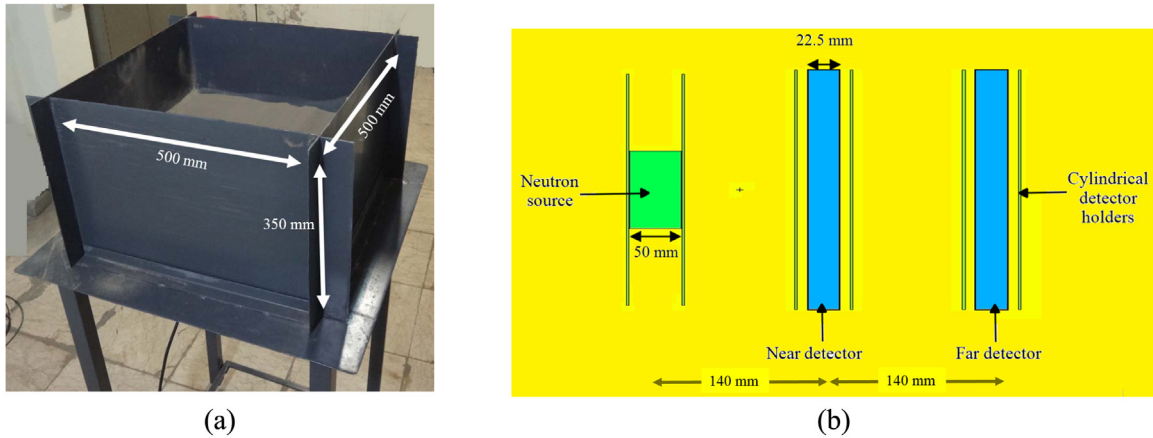 500 mm
500 mm
350 mm
(a)
22.5 mm
Neutron
source
50 mm
Cylindrical
detector
holders
Near detector
Far detector
140 mm
140 mm
(b)